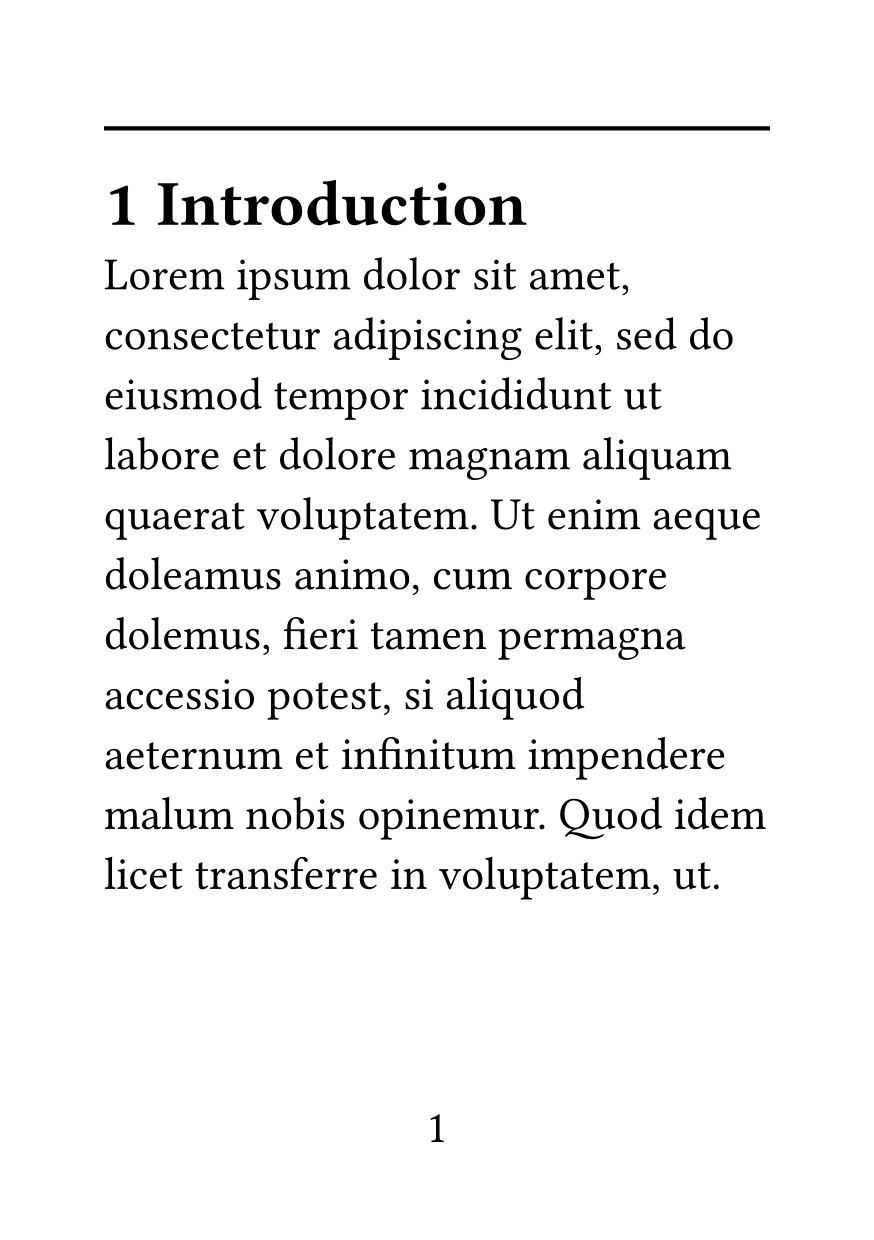 1 Introduction
Lorem ipsum dolor sit amet,
consectetur adipiscing elit, sed do
eiusmod tempor incididunt ut
labore et dolore magnam aliquam
quaerat voluptatem. Ut enim aeque
doleamus animo, cum corpore
dolemus, fieri tamen permagna
accessio potest, si aliquod
aeternum et infinitum impendere
malum nobis opinemur. Quod idem
licet transferre in voluptatem, ut.
1